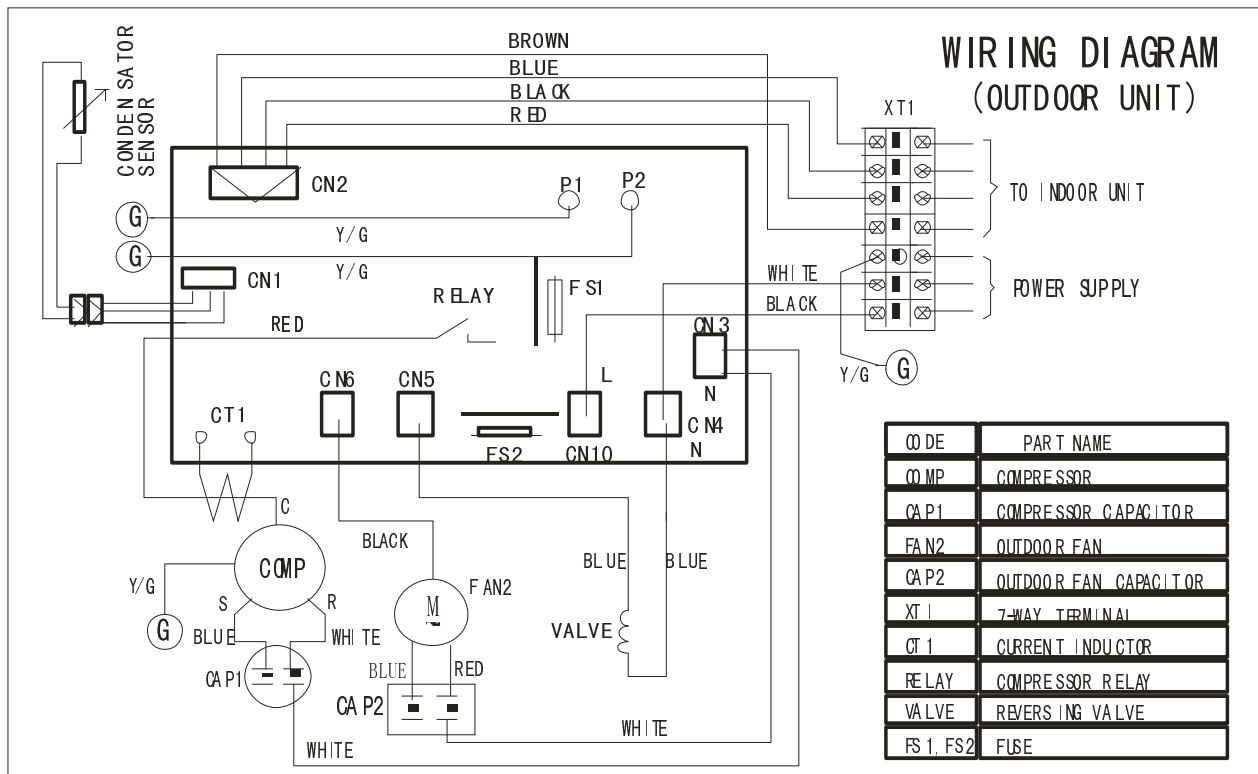 WIRING DIAGRAM
(OUTDOOR UNIT)
BROWN
BLUE
BLACK
RED
XT1
CONDENSATOR
SENSOR
CN2
P1
P2
TO INDOOR UNIT
G
Y/G
G
Y/G
CN1
RELAY
FS1
WHITE
BLACK
POWER SUPPLY
RED
CN3
Y/G
G
CN6
CN5
L
N
CT1
FS2
CN10
CN4
N
C
BLACK
BLUE
BLUE
COMP
Y/G
S
R
M
FAN2
G
BLUE
WHITE
VALVE
CAP1
BLUE
RED
CAP2
WHITE
WHITE
CODE PART NAME
COMP COMPRESSOR
CAP1 COMPRESSOR CAPACITOR
FAN2 OUTDOOR FAN
CAP2 OUTDOOR FAN CAPACITOR
XT1 7-WAY TERMINAL
CT1 CURRENT INDUCTOR
RELAY COMPRESSOR RELAY
VALVE REVERSING VALVE
FS1, FS2 FUSE